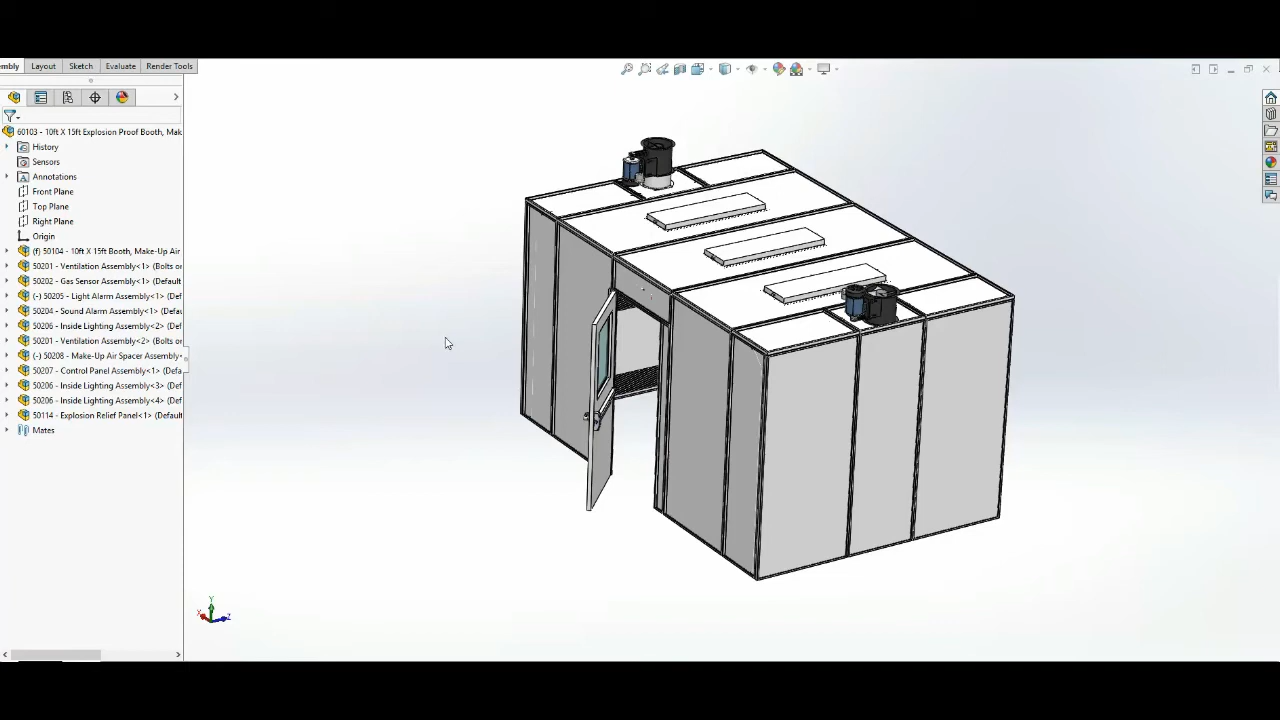 mbly Layout Sketch Evaluate Render Tools
60103 - 10ft X 15ft Explosion Proof Booth, Mak
History
Sensors
Annotations
Front Plane
Top Plane
Right Plane
Origin
(f) 50104 - 10ft X 15ft Booth, Make-Up Air
50201 - Ventilation Assembly<1> (Bolts or
50202 - Gas Sensor Assembly<1> (Default
(-) 50205 - Light Alarm Assembly<1> (Def
50204 - Sound Alarm Assembly<1> (Defa
50206 - Inside Lighting Assembly<2> (Def
50201 - Ventilation Assembly<2> (Bolts or
(-) 50208 - Make-Up Air Spacer Assembly
50207 - Control Panel Assembly<1> (Defa
50206 - Inside Lighting Assembly<3> (Def
50206 - Inside Lighting Assembly<4> (Def
50114 - Explosion Relief Panel<1> (Default
Mates
Y
X
Z